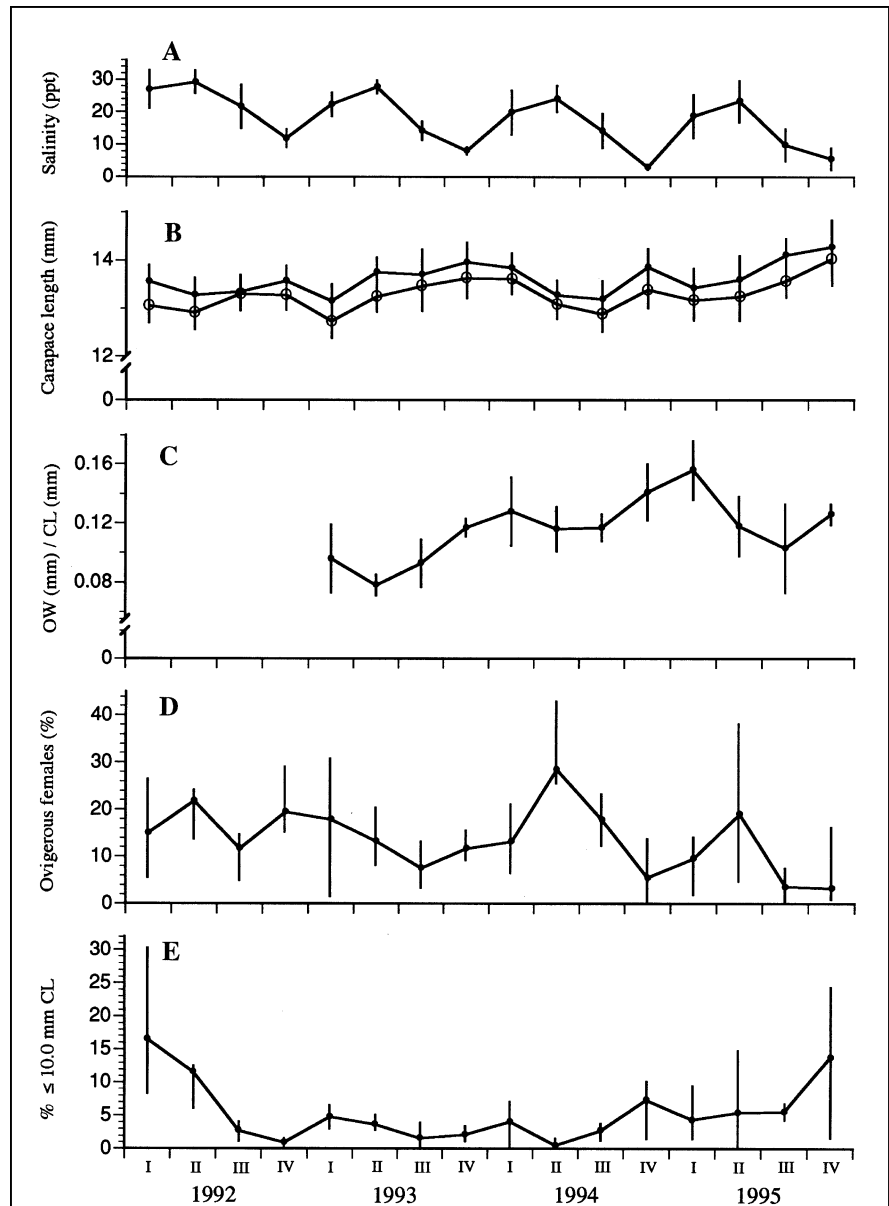 A
Salinity (ppt)
30
20
10
0
B
Carapace length (mm)
14
12
0
C
OW (mm) / CL (mm)
0.16
0.12
0.08
0
D
Ovigerous females (%)
40
30
20
10
0
E
% ≤ 10.0 mm CL
30
25
20
15
10
5
0
I II III IV I II III IV I II III IV I II III IV
1992 1993 1994 1995